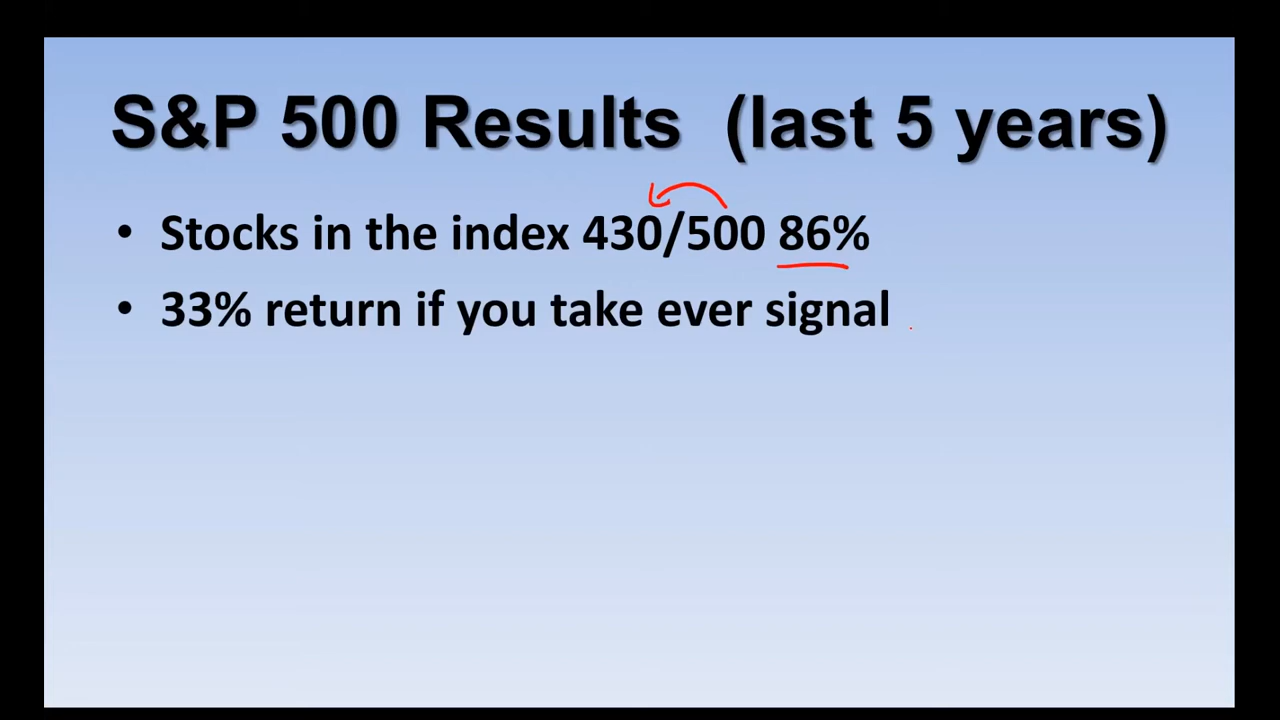 S&P 500 Results (last 5 years)
• Stocks in the index 430/500 86%
• 33% return if you take ever signal